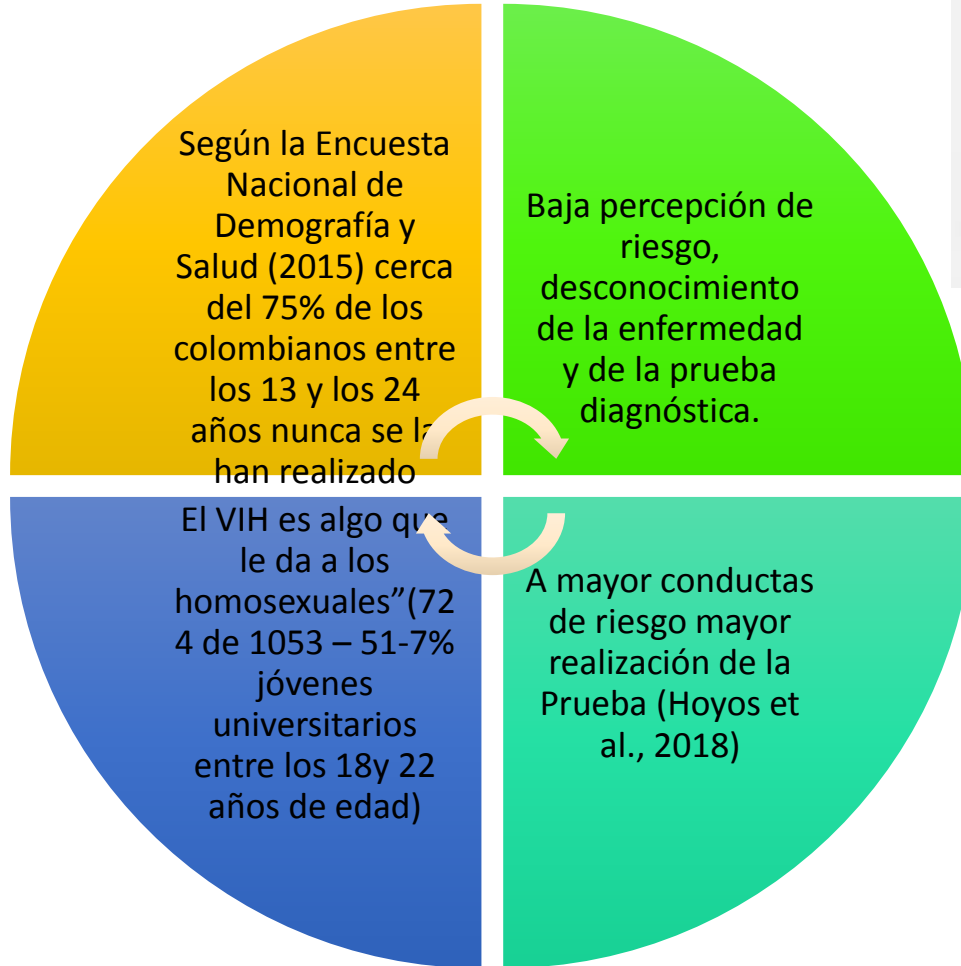 Según la Encuesta
Nacional de
Demografía y
Salud (2015) cerca
del 75% de los
colombianos entre
los 13 y los 24
años nunca se la
han realizado
Baja percepción de
riesgo,
desconocimiento
de la enfermedad
y de la prueba
diagnóstica.
El VIH es algo que
le da a los
homosexuales”(72
4 de 1053 – 51-7%
jóvenes
universitarios
entre los 18y 22
años de edad)
A mayor conductas
de riesgo mayor
realización de la
Prueba (Hoyos et
al., 2018)